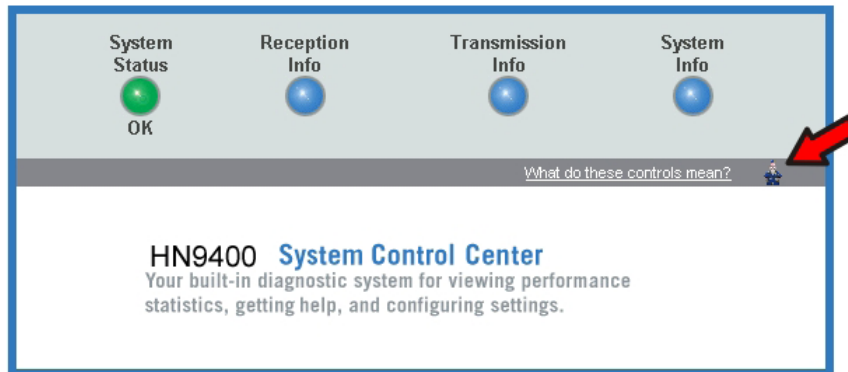 System Status
Reception Info
Transmission Info
System Info
OK
What do these controls mean?
HN9400 System Control Center
Your built-in diagnostic system for viewing performance
statistics, getting help, and configuring settings.